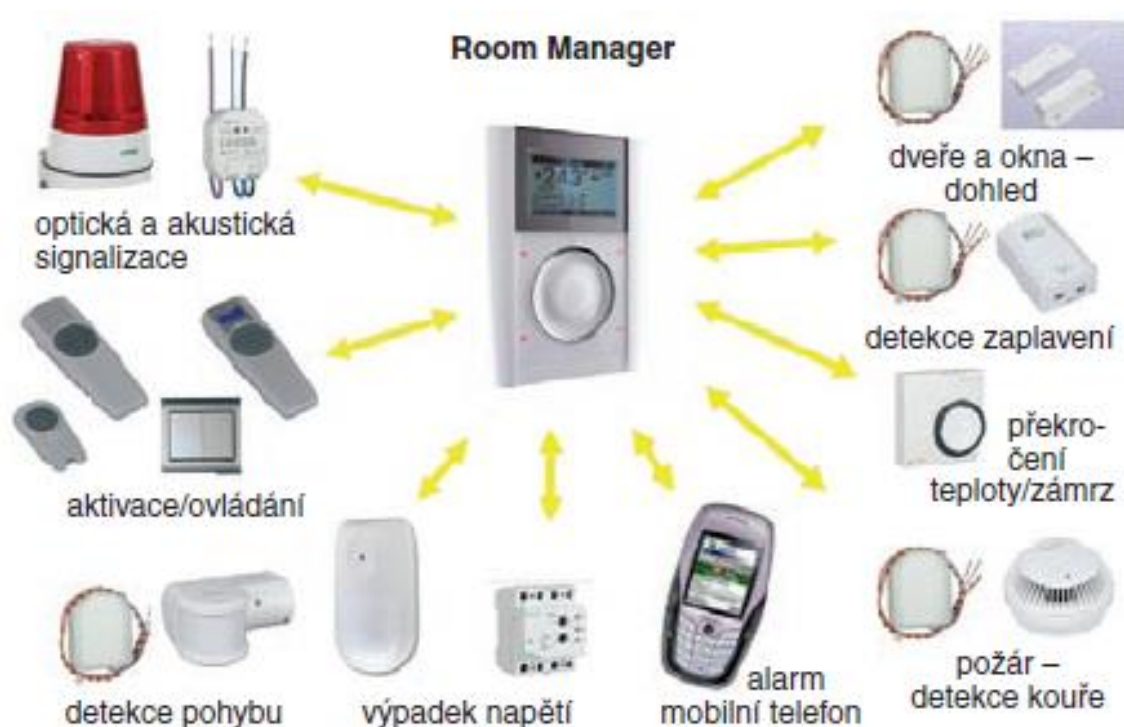 Room Manager
optická a akustická
signalizace
dveře a okna –
dohled
detekce zaplavení
překro-
čení
teploty/zámrz
aktivace/ovládání
požár –
detekce kouře
alarm
mobilní telefon
výpadek napětí
detekce pohybu